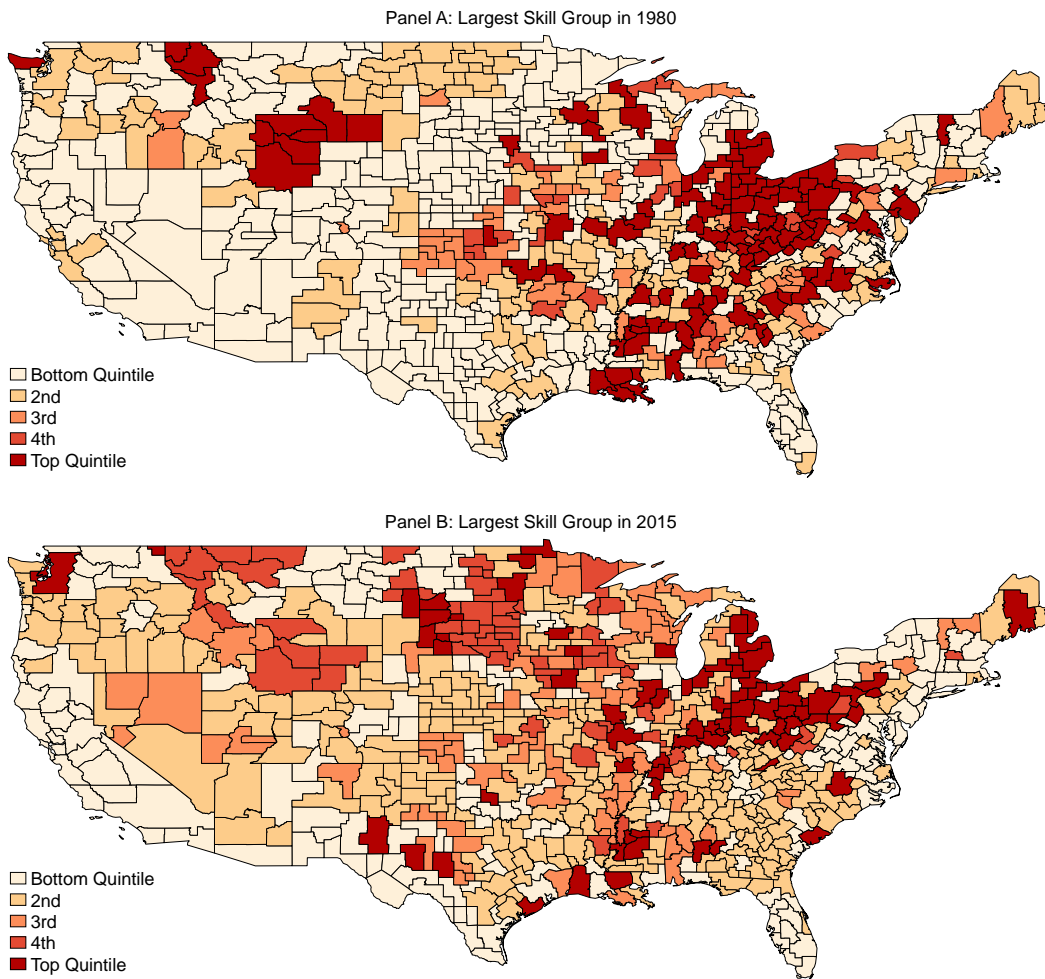 Panel A: Largest Skill Group in 1980
Bottom Quintile
2nd
3rd
4th
Top Quintile
Panel B: Largest Skill Group in 2015
Bottom Quintile
2nd
3rd
4th
Top Quintile